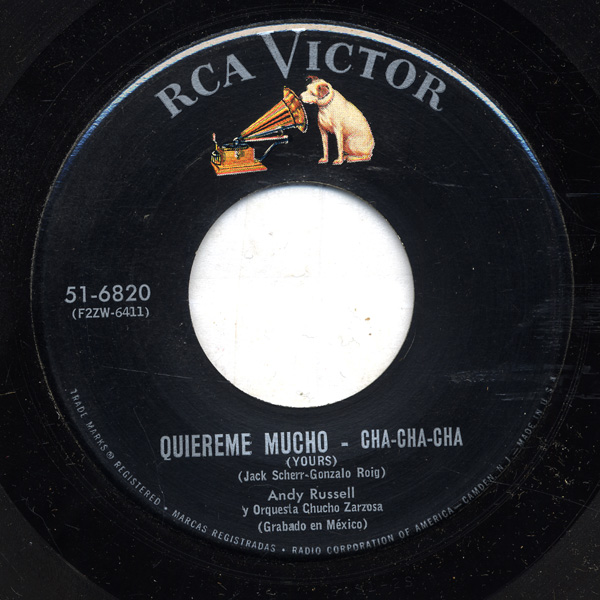 RCA VICTOR
51-6820
(F2ZW-6411)
QUIEREME MUCHO - CHA-CHA-CHA
(YOURS)
(Jack Scherr-Gonzalo Roig)
Andy Russell
y Orquesta Chucho Zarzosa
(Grabado en México)
TRADE MARKS ® REGISTERED • MARCAS REGISTRADAS • RADIO CORPORATION OF AMERICA — CAMDEN, N.J. — MADE IN U.S.A.